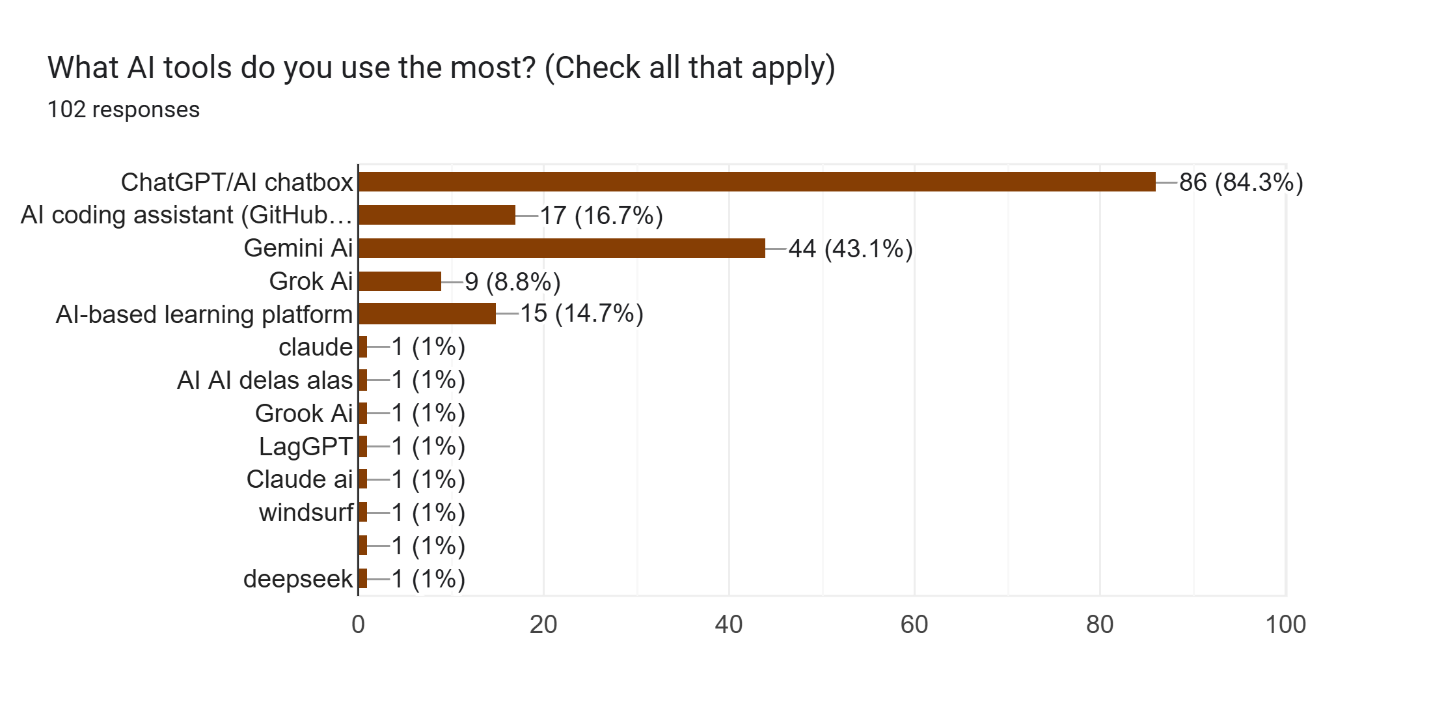 What AI tools do you use the most? (Check all that apply)
102 responses
ChatGPT/AI chatbox 86 (84.3%)
AI coding assistant (GitHub… 17 (16.7%)
Gemini Ai 44 (43.1%)
Grok Ai 9 (8.8%)
AI-based learning platform 15 (14.7%)
claude 1 (1%)
AI AI delas alas 1 (1%)
Grook Ai 1 (1%)
LagGPT 1 (1%)
Claude ai 1 (1%)
windsurf 1 (1%)
1 (1%)
deepseek 1 (1%)
0 20 40 60 80 100